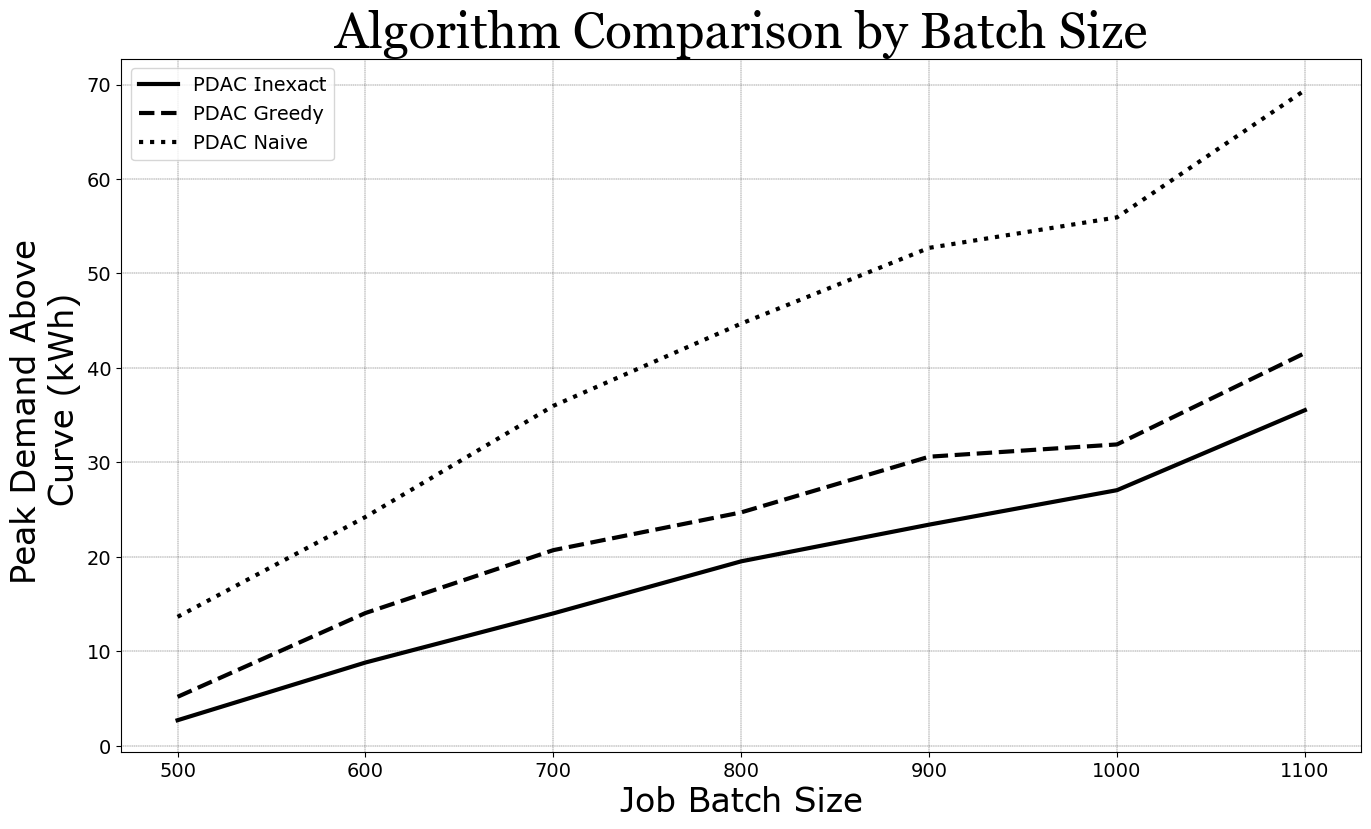 Algorithm Comparison by Batch Size
PDAC Inexact
PDAC Greedy
PDAC Naive
70
60
50
40
30
20
10
0
Peak Demand Above
Curve (kWh)
500 600 700 800 900 1000 1100
Job Batch Size